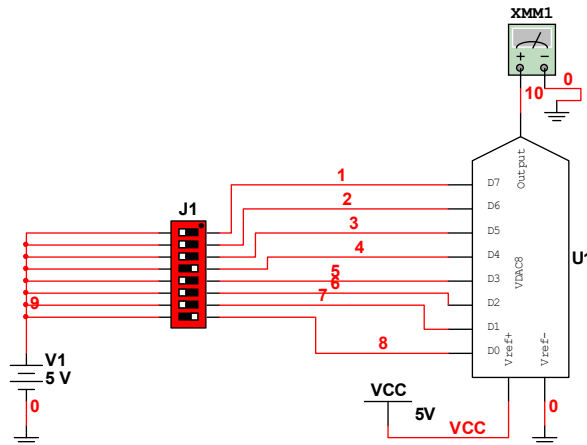 XMM1
+ −
10 0
Output
1
D7
2
D6
J1
3
D5
4
D4
5
D3
U1
VDAC8
6
D2
9
7
D1
8
D0
Vref+
Vref-
V1
5 V
VCC
5V
0
0
VCC